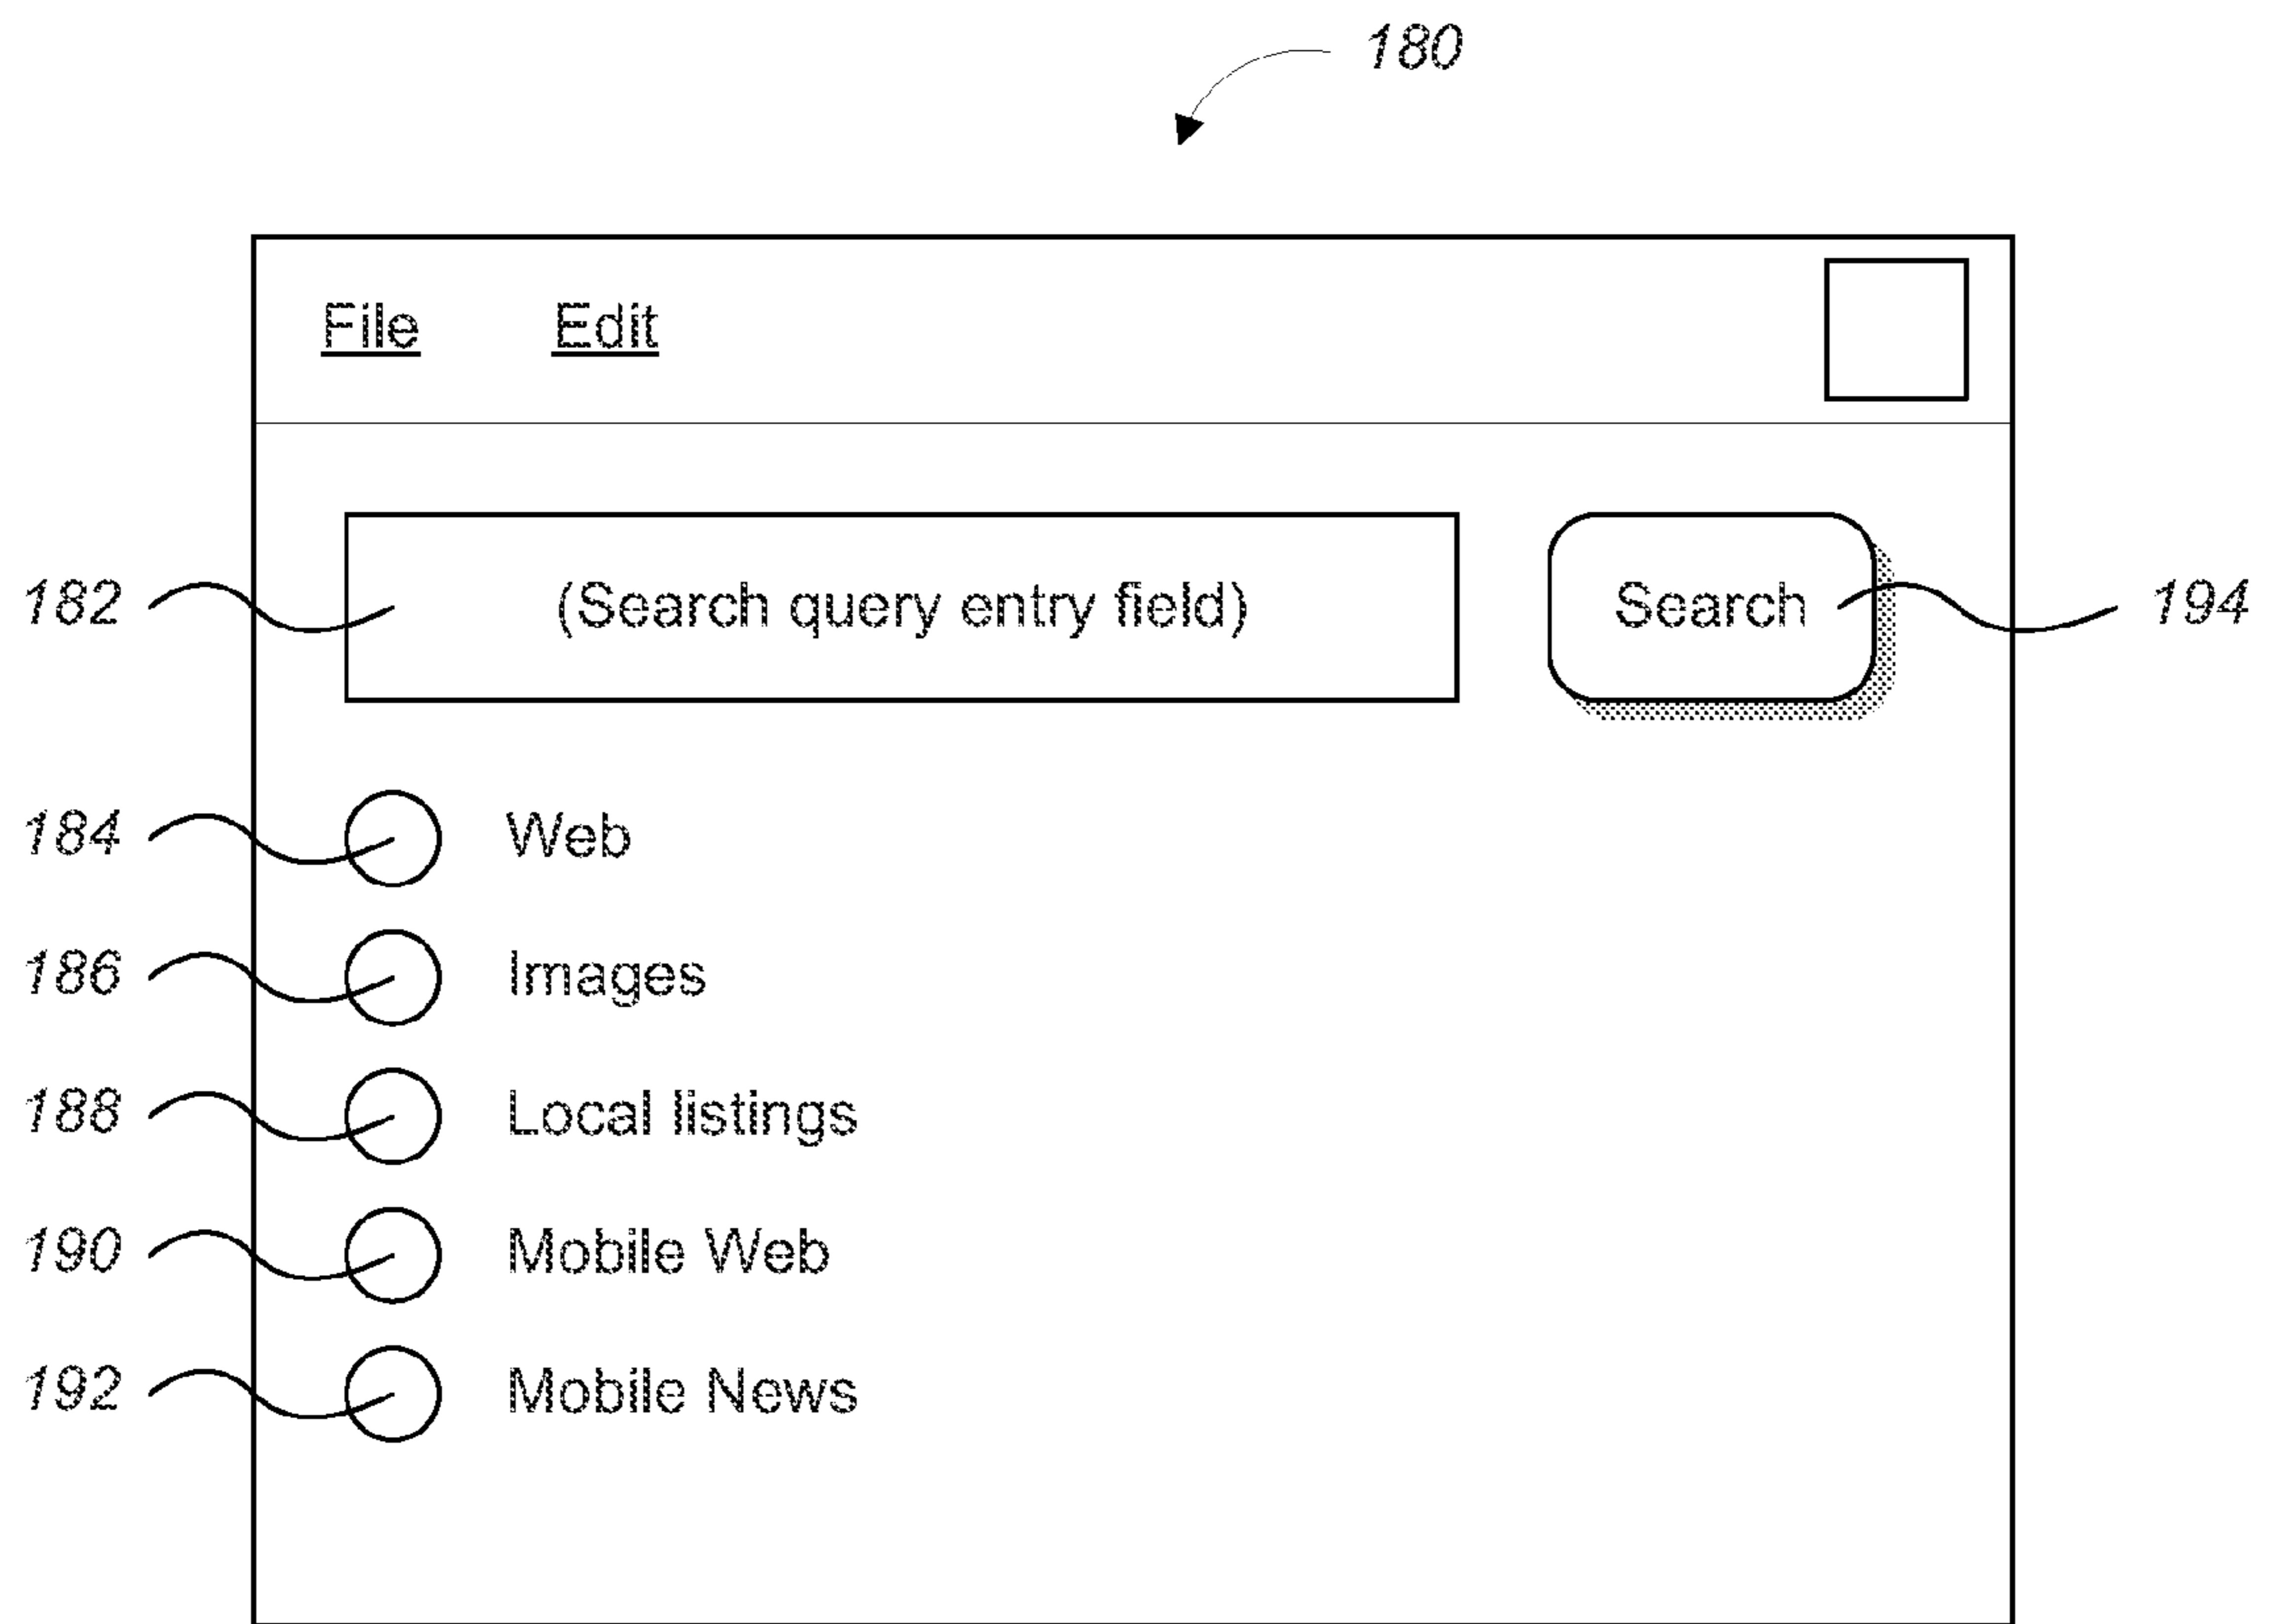 180
File Edit
182 (Search query entry field) Search 194
184 Web
186 Images
188 Local listings
190 Mobile Web
192 Mobile News